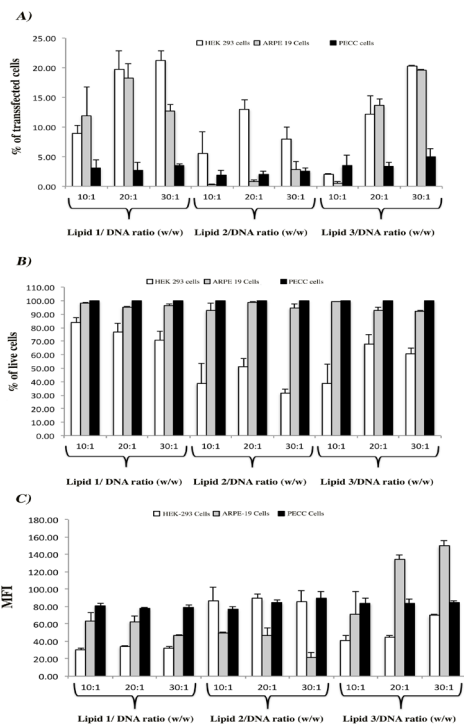 A)
HEK 293 cells ARPE 19 Cells PECC cells
% of transsfected cells
25.00
20.00
15.00
10.00
5.00
0.00
10:1 20:1 30:1 10:1 20:1 30:1 10:1 20:1 30:1
Lipid 1/ DNA ratio (w/w) Lipid 2/DNA ratio (w/w) Lipid 3/DNA ratio (w/w)
B)
HEK 293 cells ARPE 19 Cells PECC cells
% of live cells
110.00
100.00
90.00
80.00
70.00
60.00
50.00
40.00
30.00
20.00
10.00
0.00
10:1 20:1 30:1 10:1 20:1 30:1 10:1 20:1 30:1
Lipid 1/ DNA ratio (w/w) Lipid 2/DNA ratio (w/w) Lipid 3/DNA ratio (w/w)
C)
HEK-293 Cells ARPE-19 Cells PECC Cells
MFI
180.00
160.00
140.00
120.00
100.00
80.00
60.00
40.00
20.00
0.00
10:1 20:1 30:1 10:1 20:1 30:1 10:1 20:1 30:1
Lipid 1/ DNA ratio (w/w) Lipid 2/DNA ratio (w/w) Lipid 3/DNA ratio (w/w)